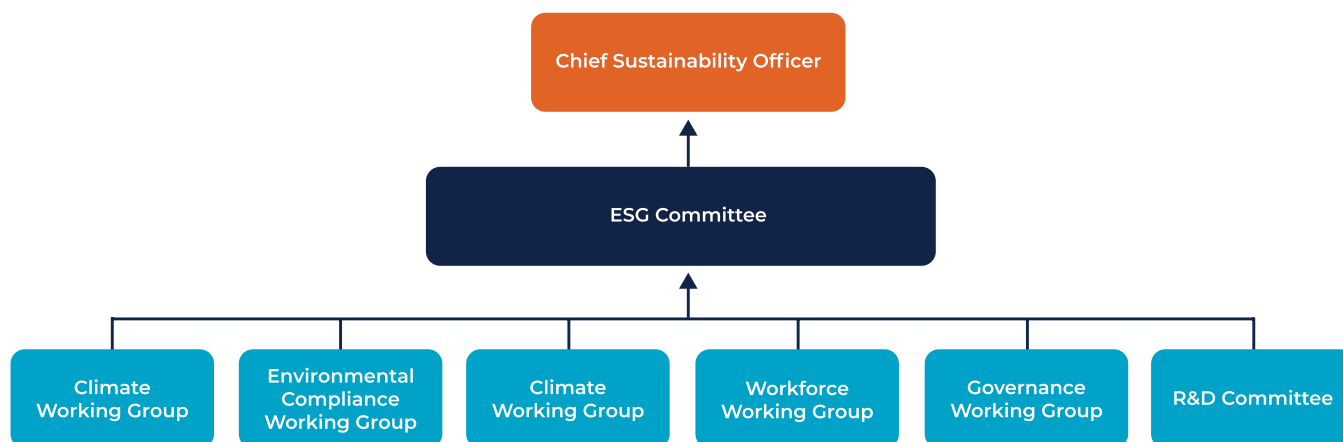 Chief Sustainability Officer
ESG Committee
Climate
Working Group
Environmental
Compliance
Working Group
Climate
Working Group
Workforce
Working Group
Governance
Working Group
R&D Committee